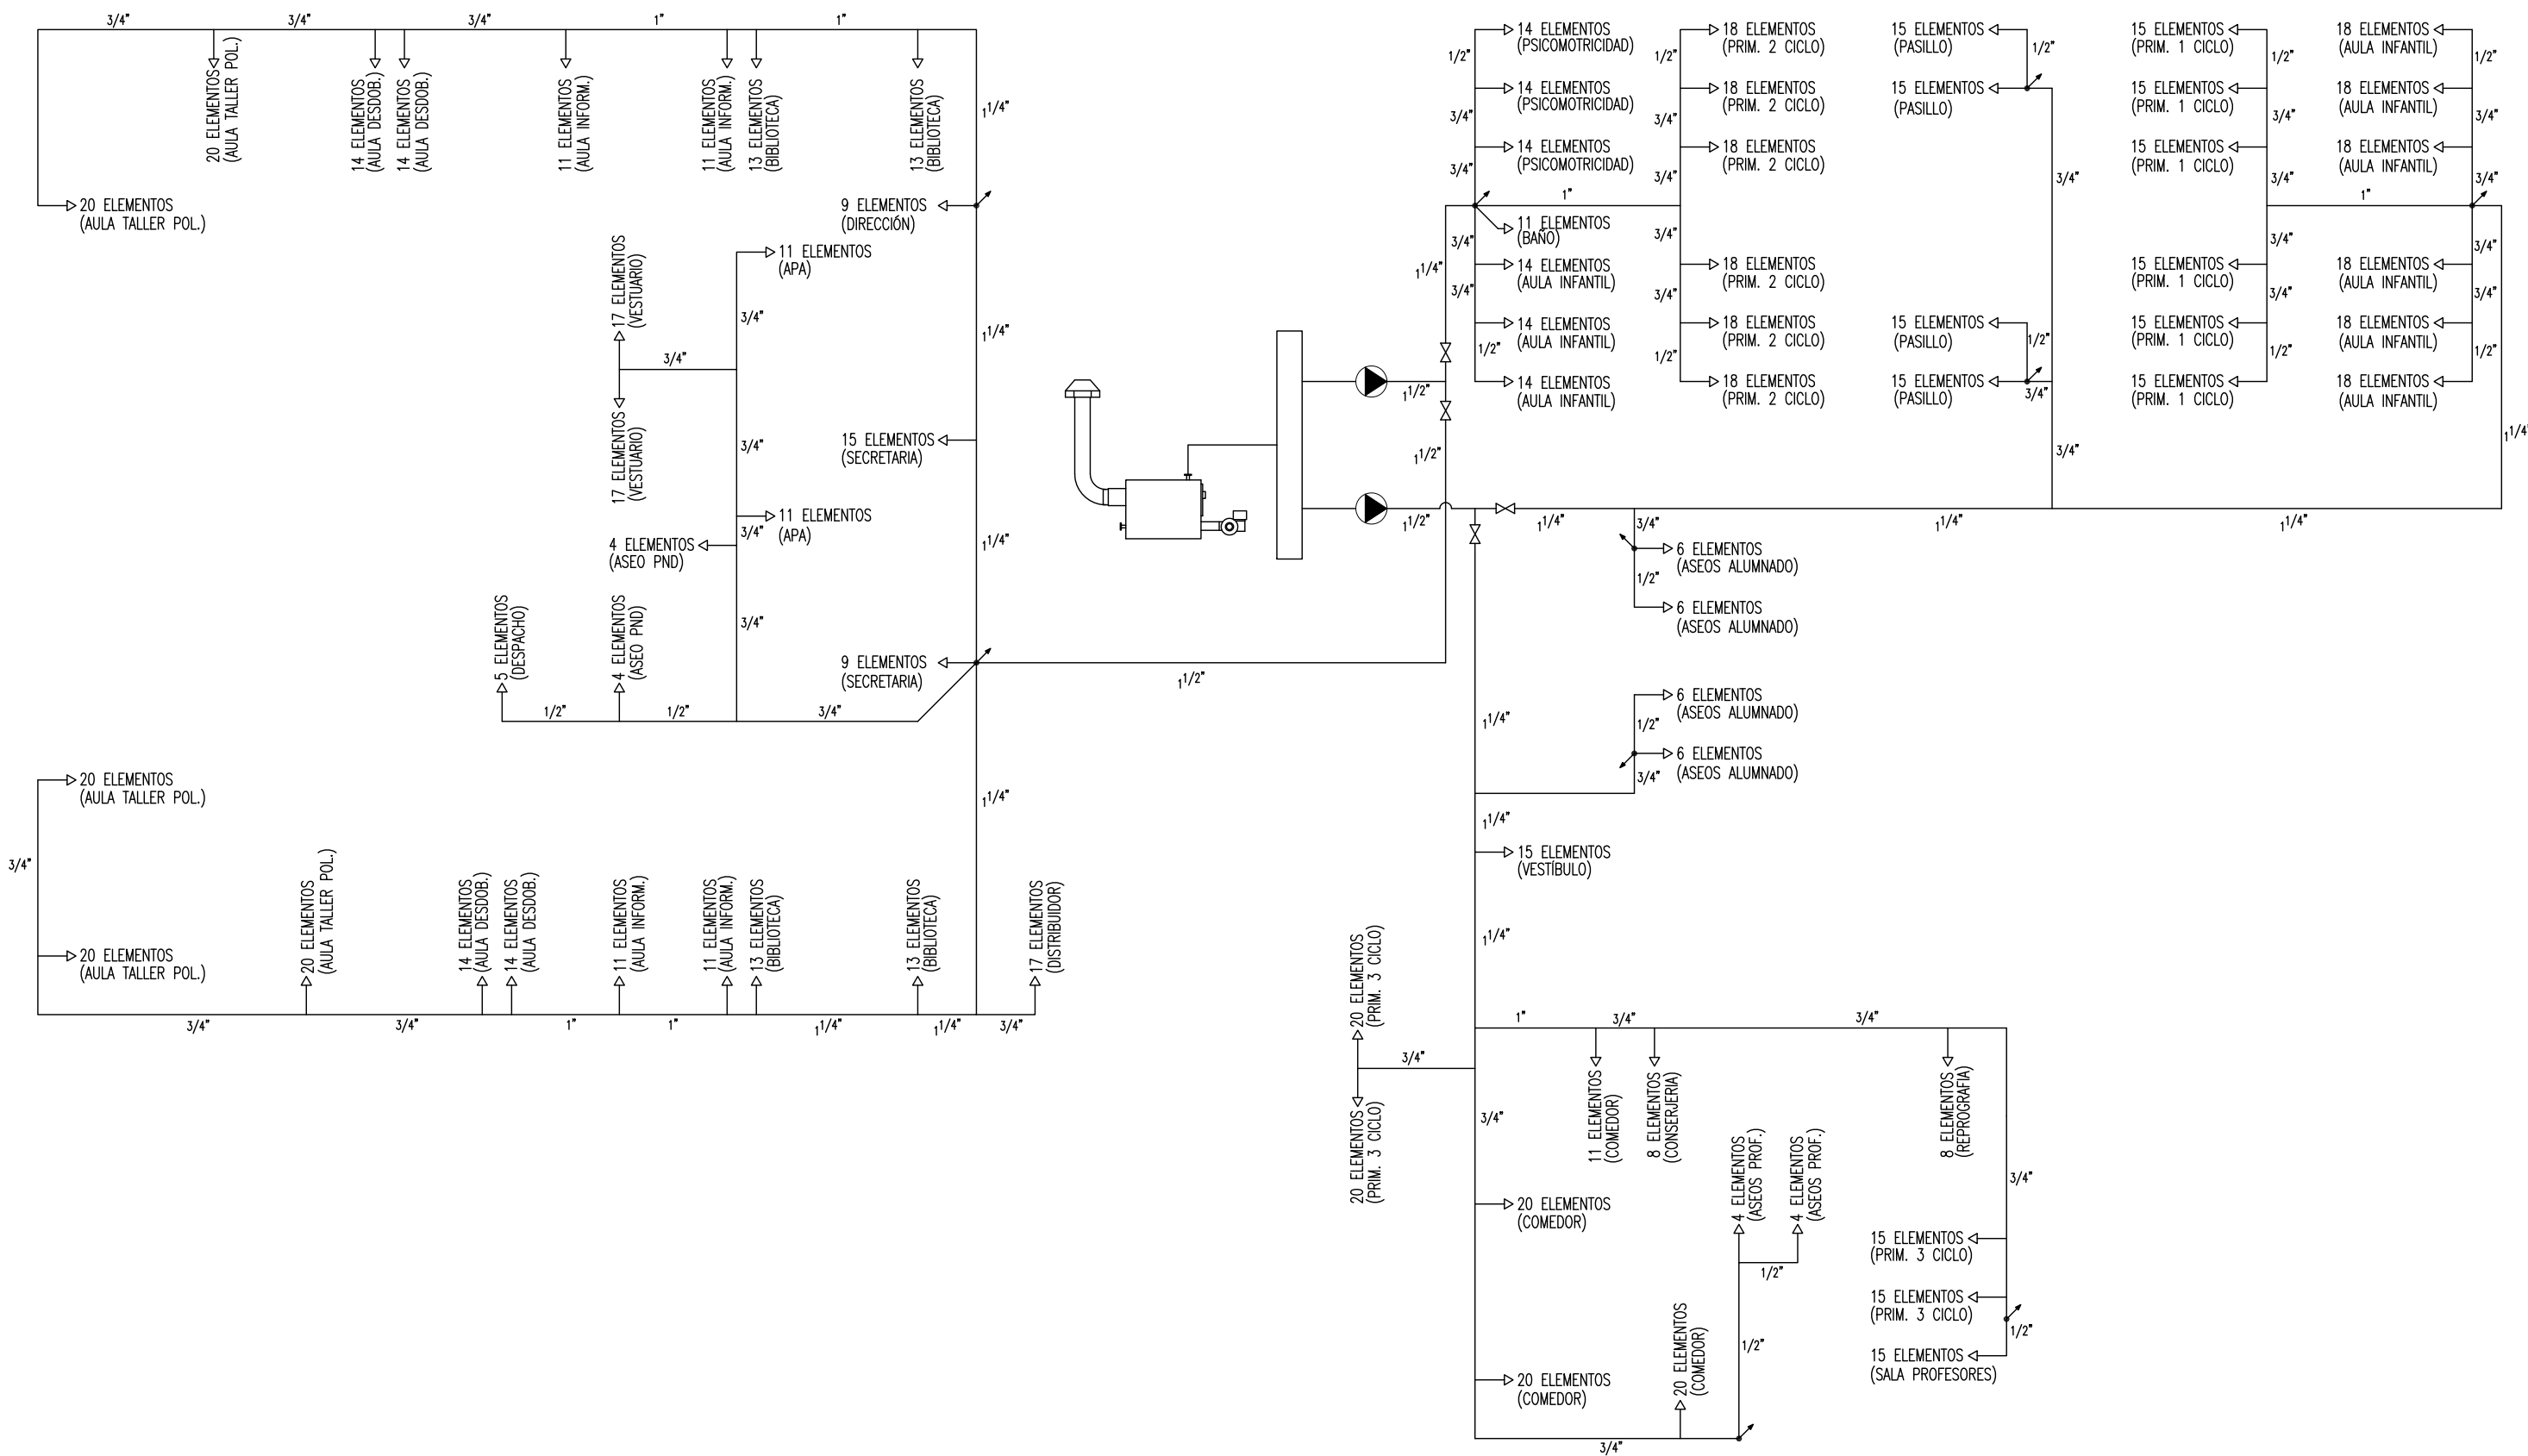 3/4"
3/4"
3/4"
1"
1"
20 ELEMENTOS
(AULA TALLER POL.)
14 ELEMENTOS
(AULA DESDOB.)
14 ELEMENTOS
(AULA DESDOB.)
11 ELEMENTOS
(AULA INFORM.)
11 ELEMENTOS
(AULA INFORM.)
13 ELEMENTOS
(BIBLIOTECA)
13 ELEMENTOS
(BIBLIOTECA)
1 1/4"
20 ELEMENTOS
(AULA TALLER POL.)
9 ELEMENTOS
(DIRECCIÓN)
11 ELEMENTOS
(APA)
17 ELEMENTOS
(VESTUARIO)
3/4"
1 1/4"
3/4"
17 ELEMENTOS
(VESTUARIO)
3/4"
15 ELEMENTOS
(SECRETARIA)
11 ELEMENTOS
(APA)
3/4"
4 ELEMENTOS
(ASEO PND)
1 1/4"
5 ELEMENTOS
(DESPACHO)
4 ELEMENTOS
(ASEO PND)
3/4"
9 ELEMENTOS
(SECRETARIA)
1/2"
1/2"
3/4"
1 1/2"
20 ELEMENTOS
(AULA TALLER POL.)
1 1/4"
3/4"
20 ELEMENTOS
(AULA TALLER POL.)
20 ELEMENTOS
(AULA TALLER POL.)
14 ELEMENTOS
(AULA DESDOB.)
14 ELEMENTOS
(AULA DESDOB.)
11 ELEMENTOS
(AULA INFORM.)
11 ELEMENTOS
(AULA INFORM.)
13 ELEMENTOS
(BIBLIOTECA)
13 ELEMENTOS
(BIBLIOTECA)
17 ELEMENTOS
(DISTRIBUIDOR)
3/4"
3/4"
1"
1"
1 1/4"
1 1/4"
3/4"
14 ELEMENTOS
(PSICOMOTRICIDAD)
1/2"
14 ELEMENTOS
(PSICOMOTRICIDAD)
3/4"
14 ELEMENTOS
(PSICOMOTRICIDAD)
3/4"
11 ELEMENTOS
(BAÑO)
3/4"
1 1/4"
14 ELEMENTOS
(AULA INFANTIL)
3/4"
14 ELEMENTOS
(AULA INFANTIL)
1/2"
14 ELEMENTOS
(AULA INFANTIL)
1"
18 ELEMENTOS
(PRIM. 2 CICLO)
1/2"
18 ELEMENTOS
(PRIM. 2 CICLO)
3/4"
18 ELEMENTOS
(PRIM. 2 CICLO)
3/4"
3/4"
18 ELEMENTOS
(PRIM. 2 CICLO)
3/4"
18 ELEMENTOS
(PRIM. 2 CICLO)
1/2"
18 ELEMENTOS
(PRIM. 2 CICLO)
15 ELEMENTOS
(PASILLO)
1/2"
15 ELEMENTOS
(PASILLO)
3/4"
15 ELEMENTOS
(PASILLO)
1/2"
15 ELEMENTOS
(PASILLO)
3/4"
3/4"
15 ELEMENTOS
(PRIM. 1 CICLO)
1/2"
15 ELEMENTOS
(PRIM. 1 CICLO)
3/4"
15 ELEMENTOS
(PRIM. 1 CICLO)
3/4"
1"
3/4"
15 ELEMENTOS
(PRIM. 1 CICLO)
3/4"
15 ELEMENTOS
(PRIM. 1 CICLO)
1/2"
15 ELEMENTOS
(PRIM. 1 CICLO)
18 ELEMENTOS
(AULA INFANTIL)
1/2"
18 ELEMENTOS
(AULA INFANTIL)
3/4"
18 ELEMENTOS
(AULA INFANTIL)
3/4"
3/4"
18 ELEMENTOS
(AULA INFANTIL)
3/4"
18 ELEMENTOS
(AULA INFANTIL)
1/2"
18 ELEMENTOS
(AULA INFANTIL)
1 1/4"
1 1/2"
1 1/2"
1 1/2"
1 1/4"
1 1/4"
1 1/4"
3/4"
6 ELEMENTOS
(ASEOS ALUMNADO)
1/2"
6 ELEMENTOS
(ASEOS ALUMNADO)
1 1/4"
6 ELEMENTOS
(ASEOS ALUMNADO)
1/2"
6 ELEMENTOS
(ASEOS ALUMNADO)
3/4"
1 1/4"
15 ELEMENTOS
(VESTÍBULO)
1 1/4"
20 ELEMENTOS
(PRIM. 3 CICLO)
3/4"
20 ELEMENTOS
(PRIM. 3 CICLO)
1"
3/4"
3/4"
11 ELEMENTOS
(COMEDOR)
8 ELEMENTOS
(CONSERJERIA)
8 ELEMENTOS
(REPROGRAFIA)
3/4"
3/4"
4 ELEMENTOS
(ASEOS PROF.)
4 ELEMENTOS
(ASEOS PROF.)
20 ELEMENTOS
(COMEDOR)
1/2"
15 ELEMENTOS
(PRIM. 3 CICLO)
15 ELEMENTOS
(PRIM. 3 CICLO)
1/2"
15 ELEMENTOS
(SALA PROFESORES)
1/2"
20 ELEMENTOS
(COMEDOR)
20 ELEMENTOS
(COMEDOR)
3/4"